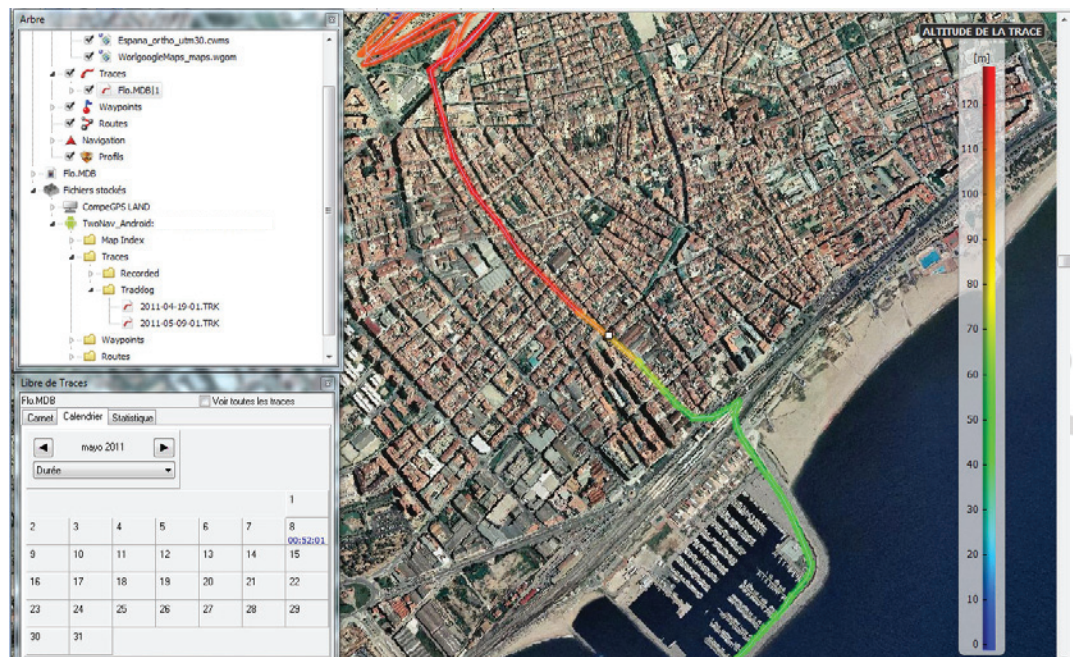 Arbre
Espana_ortho_utm30.cwms
WorlgoogleMaps_maps.wgom
Traces
Flo.MDB|1
Waypoints
Routes
Navigation
Profils
Flo.MDB
Fichiers stockés
CompeGPS LAND
TwoNav_Android:
Map Index
Traces
Recorded
Tracklog
2011-04-19-01.TRK
2011-05-09-01.TRK
Waypoints
Routes
Libre de Traces
Flo.MDB Voir toutes les traces
Carnet Calendrier Statistique
mayo 2011
Durée
1
2 3 4 5 6 7 8
00:52:01
9 10 11 12 13 14 15
16 17 18 19 20 21 22
23 24 25 26 27 28 29
30 31
ALTITUDE DE LA TRACE
[m]
120
110
100
90
80
70
60
50
40
30
20
10
0